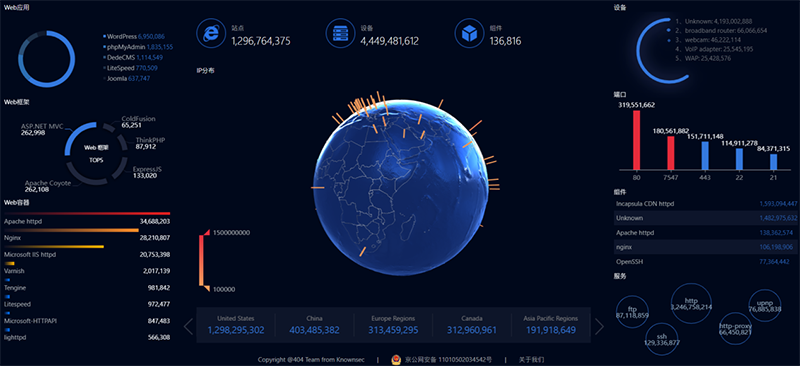 Web应用
WordPress 6,950,086
phpMyAdmin 1,835,155
DedeCMS 1,114,549
LiteSpeed 770,509
Joomla 637,747
Web框架
ASP.NET MVC
262,998
ColdFusion
65,251
ThinkPHP
87,912
ExpressJS
133,020
Apache Coyote
262,108
Web 框架
TOP5
Web容器
Apache httpd 34,688,203
Nginx 28,210,807
Microsoft IIS httpd 20,753,398
Varnish 2,017,139
Tengine 981,842
Litespeed 972,477
Microsoft-HTTPAPI 847,483
lighttpd 566,308
站点
1,296,764,375
设备
4,449,481,612
组件
136,816
IP分布
1500000000
100000
United States
1,298,295,302
China
403,485,382
Europe Regions
313,459,295
Canada
312,960,961
Asia Pacific Regions
191,918,649
设备
1、 Unknown: 4,193,002,888
2、 broadband router: 66,066,654
3、 webcam: 46,222,114
4、 VoIP adapter: 25,545,195
5、 WAP: 25,428,576
端口
319,551,662
180,561,882
151,711,148
114,911,278
84,371,315
80
7547
443
22
21
组件
Incapsula CDN httpd 1,593,094,447
Unknown 1,482,975,632
Apache httpd 138,362,574
nginx 106,198,906
OpenSSH 77,364,442
服务
ftp
87,118,859
http
3,246,758,214
upnp
76,885,838
ssh
129,336,877
http-proxy
66,450,821
Copyright @404 Team from Knownsec | 京公网安备 11010502034542号 | 关于我们